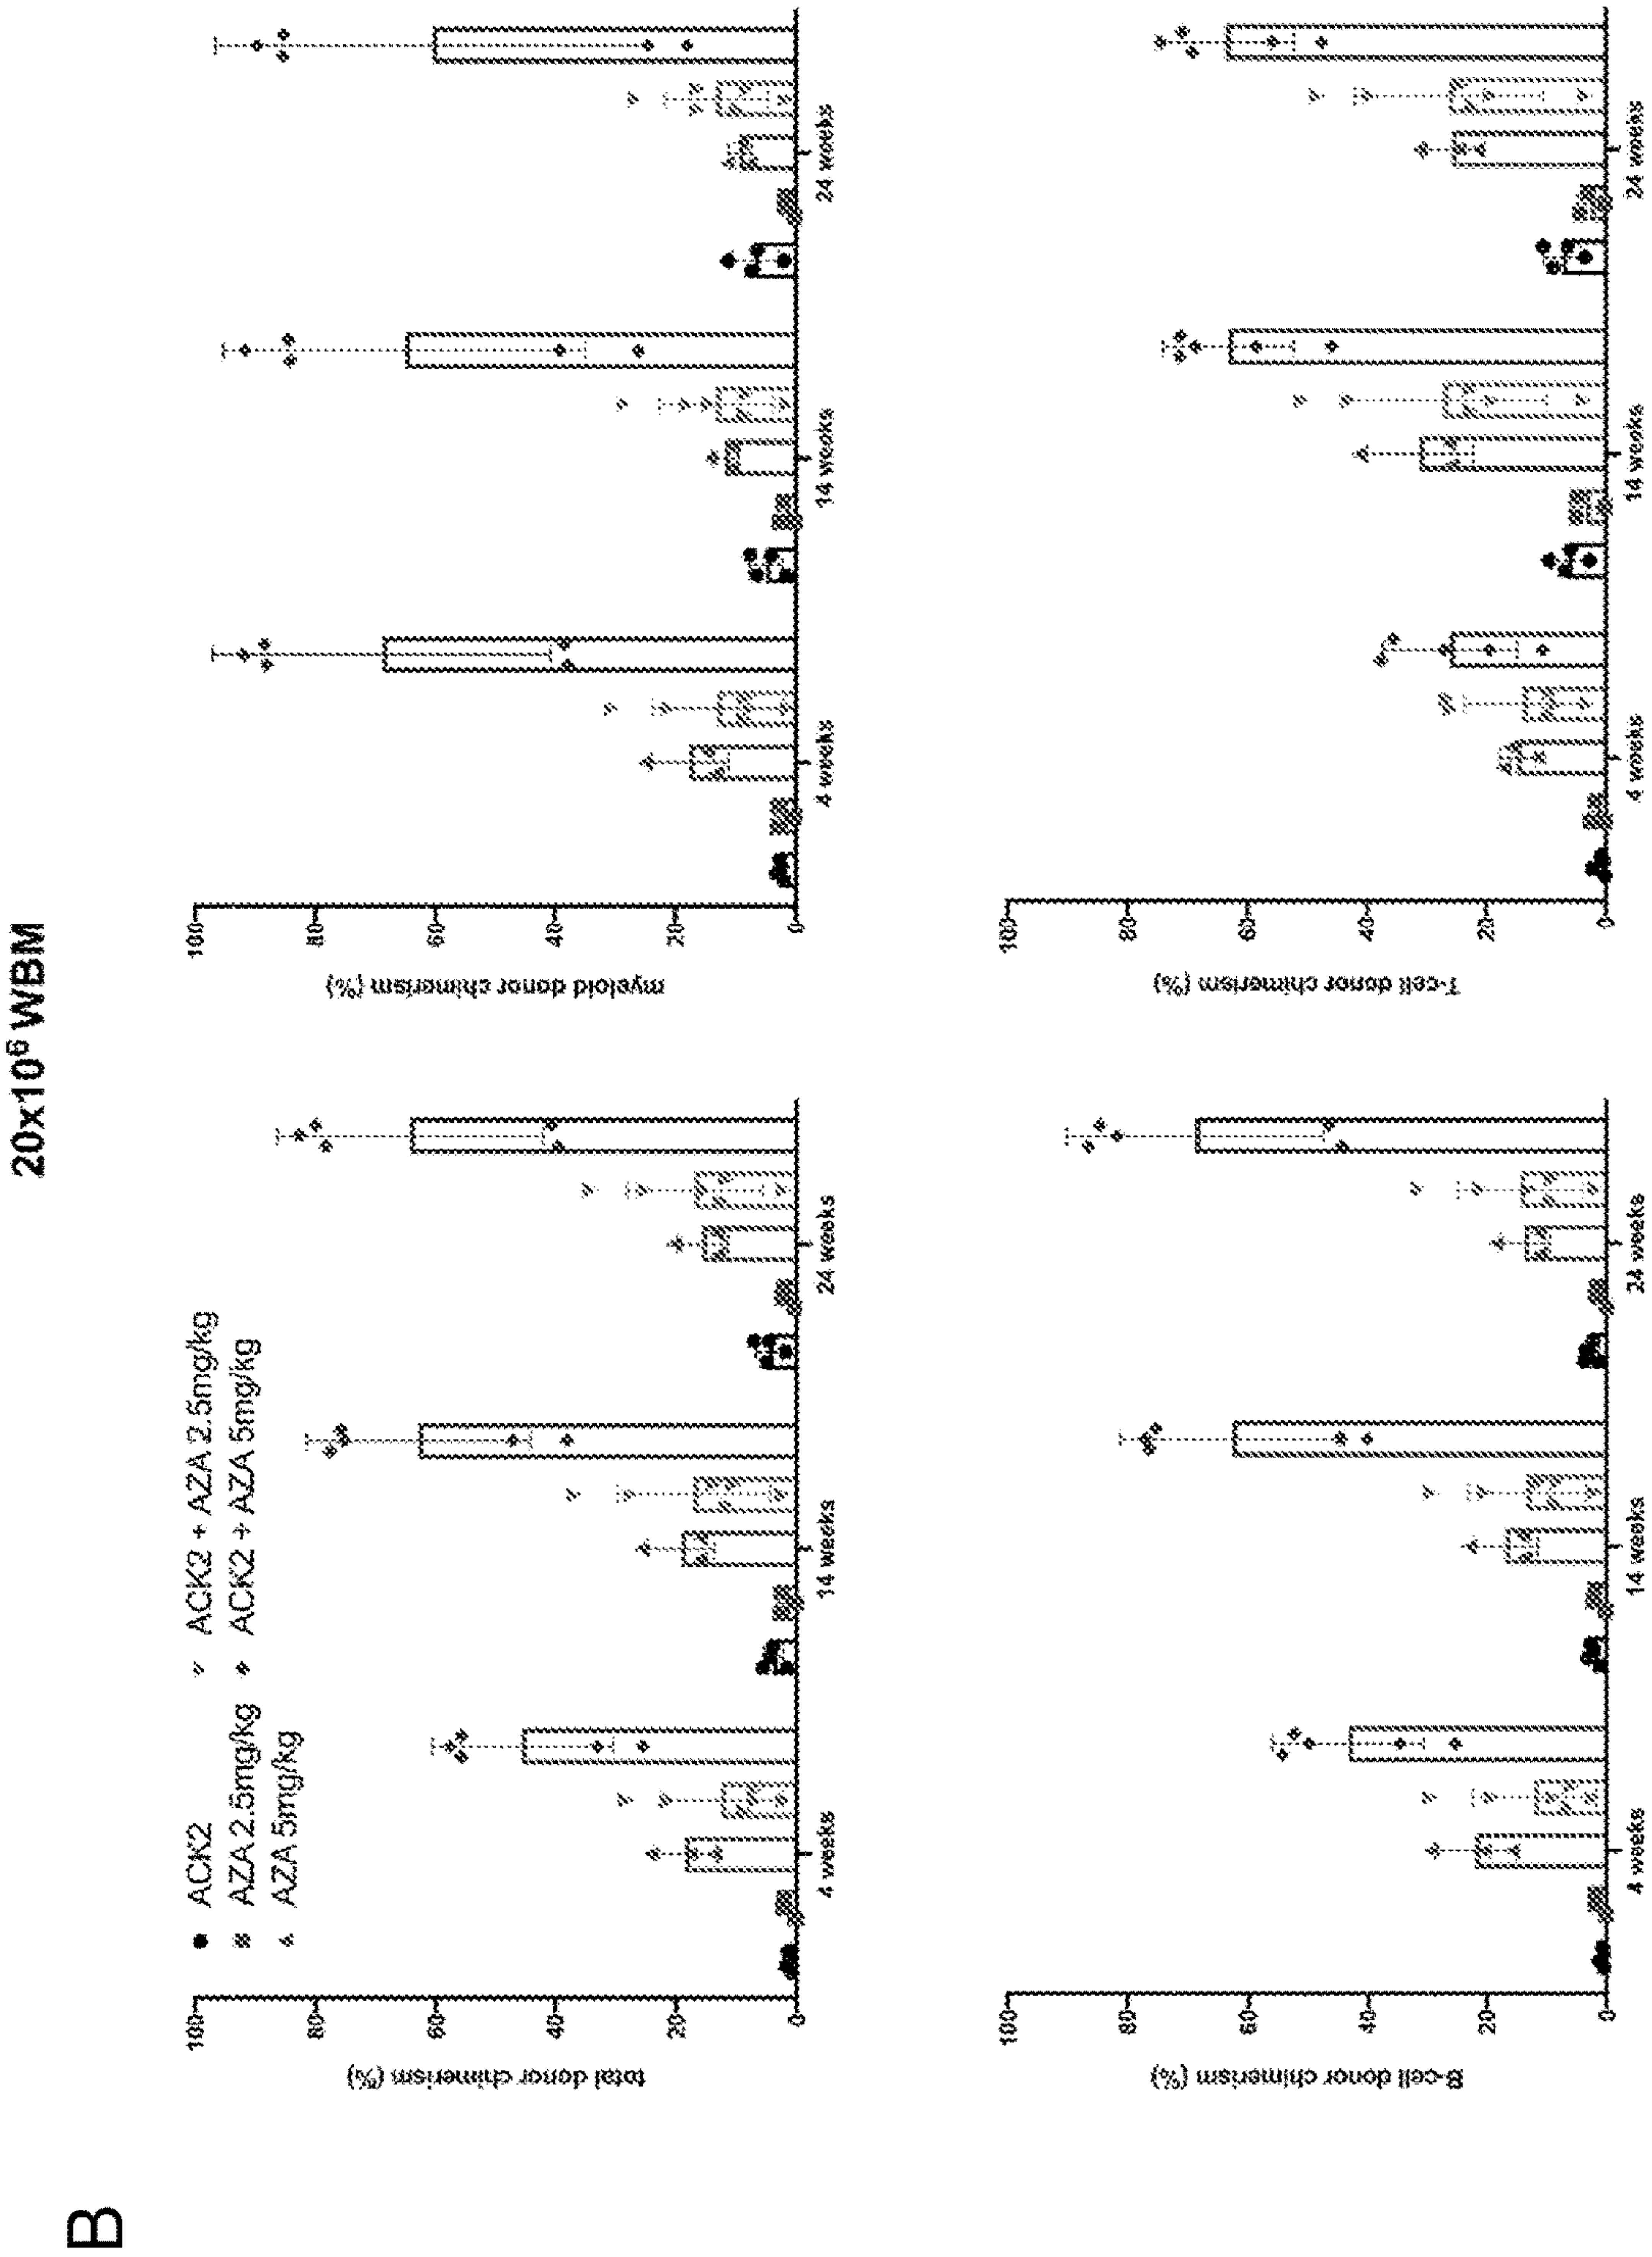 B
20x10⁶ WBM
ACK2
AZA 2.5mg/kg
AZA 5mg/kg
ACK2 + AZA 2.5mg/kg
ACK2 + AZA 5mg/kg
total donor chimerism (%)
100
80
60
40
20
0
4 weeks
14 weeks
24 weeks
myeloid donor chimerism (%)
100
80
60
40
20
0
4 weeks
14 weeks
24 weeks
B-cell donor chimerism (%)
100
80
60
40
20
0
4 weeks
14 weeks
24 weeks
T-cell donor chimerism (%)
100
80
60
40
20
0
4 weeks
14 weeks
24 weeks